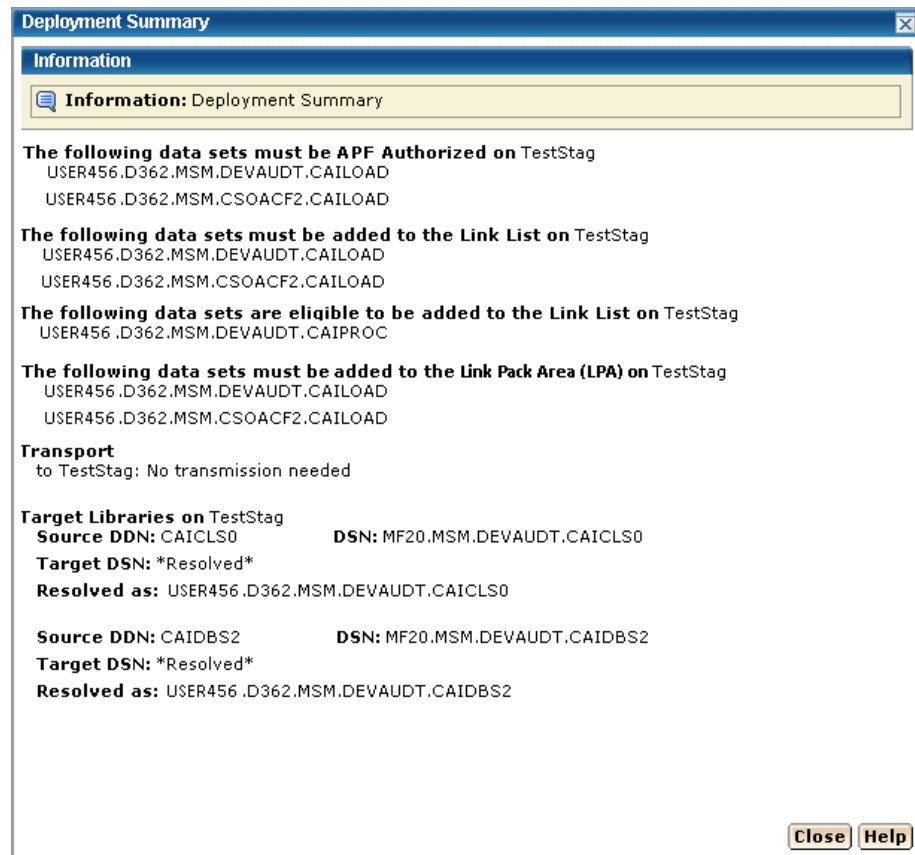 Deployment Summary
Information
Information: Deployment Summary
The following data sets must be APF Authorized on TestStag
USER456.D362.MSM.DEVAUDT.CAILOAD
USER456.D362.MSM.CSOACF2.CAILOAD
The following data sets must be added to the Link List on TestStag
USER456.D362.MSM.DEVAUDT.CAILOAD
USER456.D362.MSM.CSOACF2.CAILOAD
The following data sets are eligible to be added to the Link List on TestStag
USER456.D362.MSM.DEVAUDT.CAIPROC
The following data sets must be added to the Link Pack Area (LPA) on TestStag
USER456.D362.MSM.DEVAUDT.CAILOAD
USER456.D362.MSM.CSOACF2.CAILOAD
Transport
to TestStag: No transmission needed
Target Libraries on TestStag
Source DDN: CAICLS0 DSN: MF20.MSM.DEVAUDT.CAICLS0
Target DSN: *Resolved*
Resolved as: USER456.D362.MSM.DEVAUDT.CAICLS0
Source DDN: CAIDBS2 DSN: MF20.MSM.DEVAUDT.CAIDBS2
Target DSN: *Resolved*
Resolved as: USER456.D362.MSM.DEVAUDT.CAIDBS2
Close Help